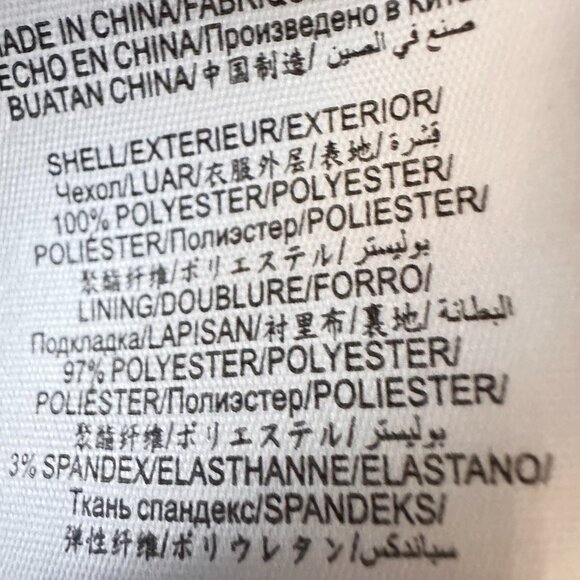 MADE IN CHINA/FABRIQUÉ
HECHO EN CHINA/Произведено в Китае
BUATAN CHINA/中国制造/ صنع في الصين
SHELL/EXTERIEUR/EXTERIOR/
Чехол/LUAR/衣服外层/表地/قشرة
100% POLYESTER/POLYESTER/
POLIÉSTER/Полиэстер/POLIESTER/
聚酯纤维/ポリエステル/ بوليستر
LINING/DOUBLURE/FORRO/
Подкладка/LAPISAN/衬里布/裏地/ البطانة
97% POLYESTER/POLYESTER/
POLIÉSTER/Полиэстер/POLIESTER/
聚酯纤维/ポリエステル/ بوليستر
3% SPANDEX/ELASTHANNE/ELASTANO/
Ткань спандекс/SPANDEKS/
弹性纤维/ポリウレタン/ سباندكس